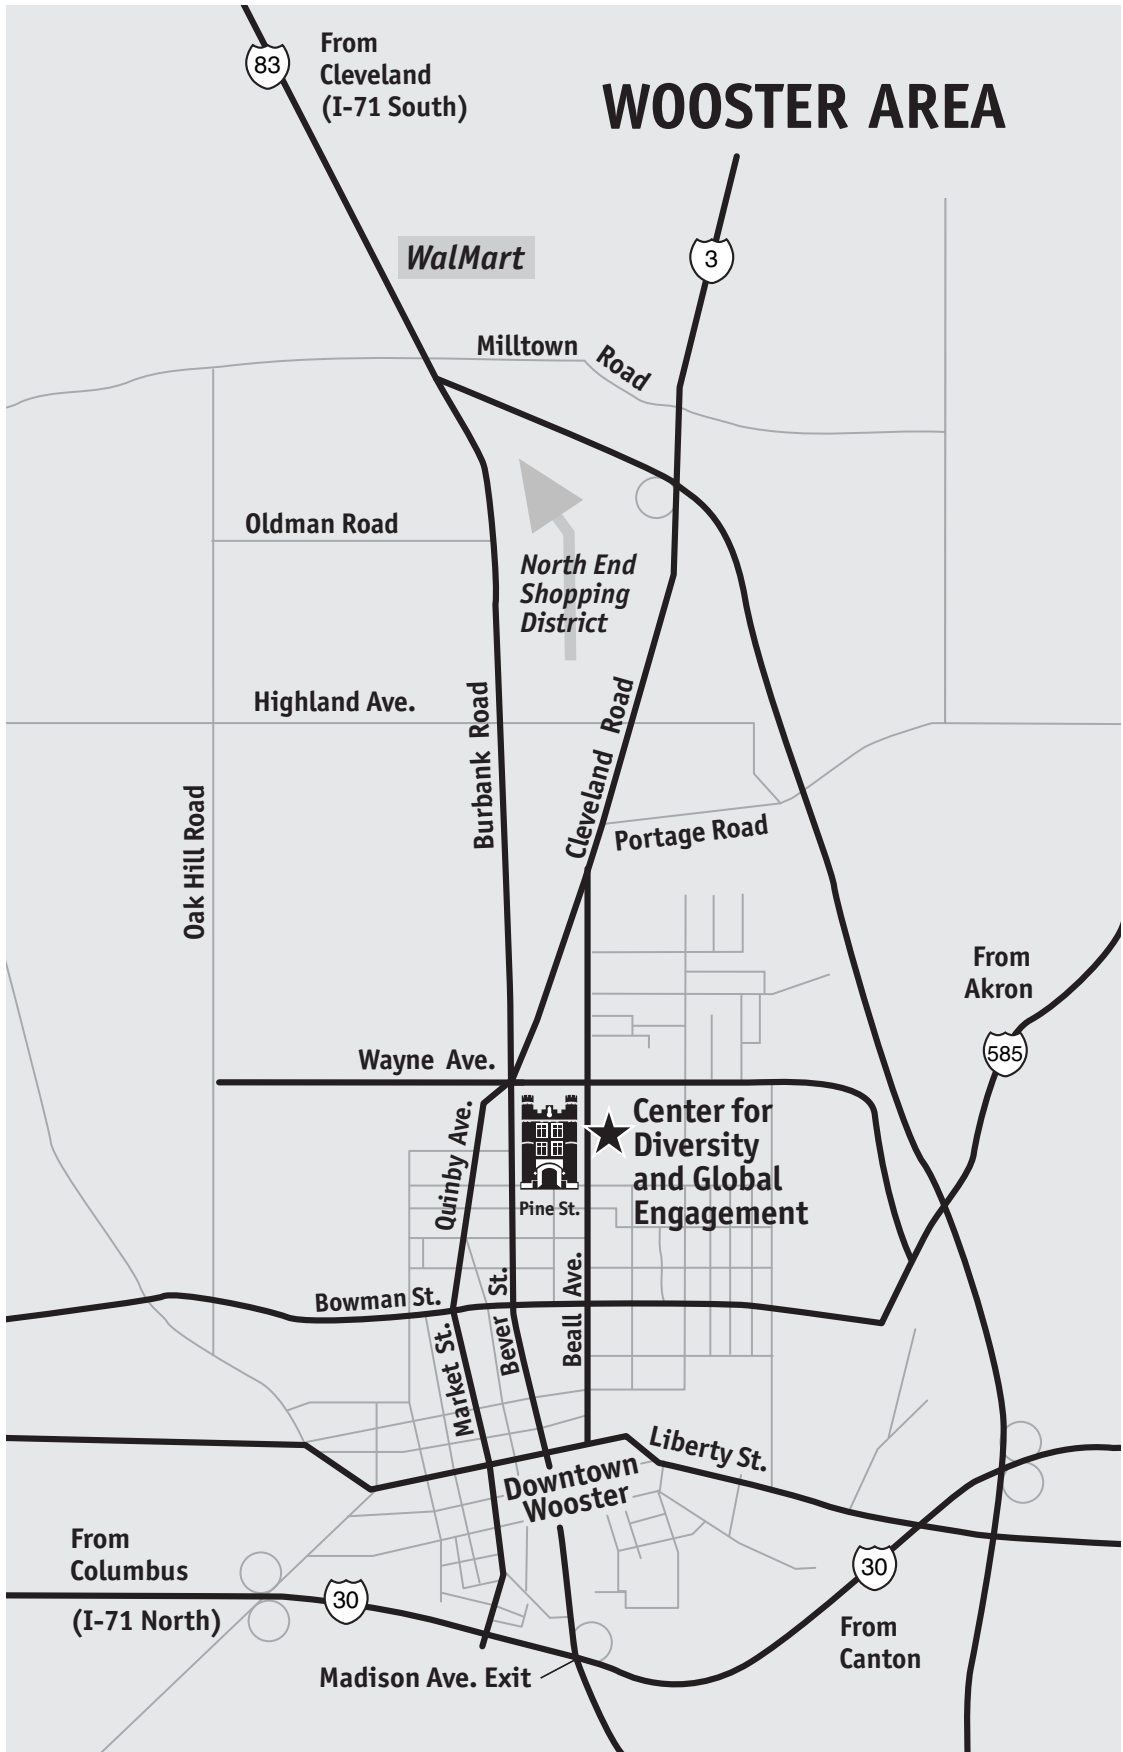 83
From
Cleveland
(I-71 South)
WOOSTER AREA
WalMart
3
Milltown Road
Oldman Road
North End
Shopping
District
Highland Ave.
Burbank Road
Cleveland Road
Oak Hill Road
Portage Road
From
Akron
585
Wayne Ave.
Quinby Ave.
Center for
Diversity
and Global
Engagement
Pine St.
Bowman St.
Market St.
Bever St.
Beall Ave.
Liberty St.
Downtown
Wooster
From
Columbus
(I-71 North)
30
30
From
Canton
Madison Ave. Exit